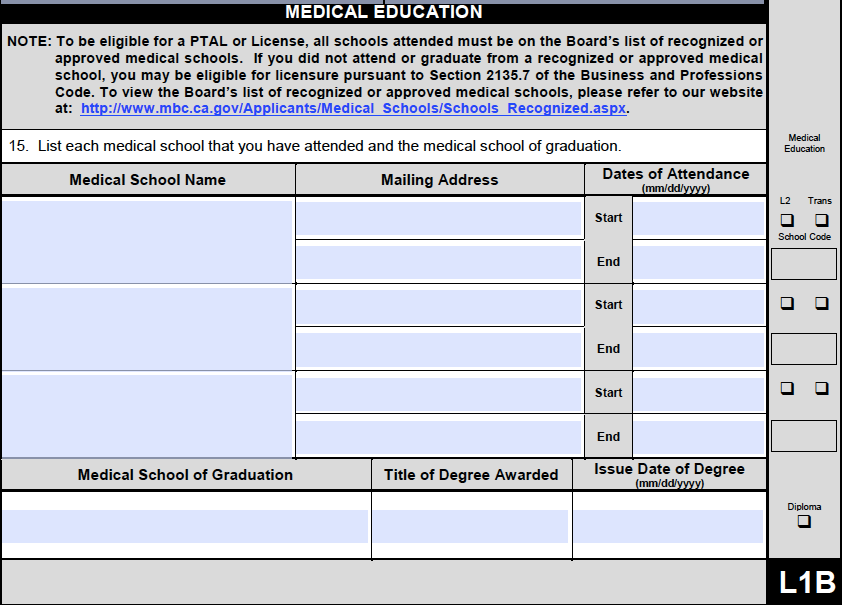 MEDICAL EDUCATION
NOTE: To be eligible for a PTAL or License, all schools attended must be on the Board's list of recognized or
approved medical schools. If you did not attend or graduate from a recognized or approved medical
school, you may be eligible for licensure pursuant to Section 2135.7 of the Business and Professions
Code. To view the Board's list of recognized or approved medical schools, please refer to our website
at: http://www.mbc.ca.gov/Applicants/Medical_Schools/Schools_Recognized.aspx.
15. List each medical school that you have attended and the medical school of graduation.
Medical School Name
Mailing Address
Dates of Attendance
(mm/dd/yyyy)
Start
End
Start
End
Start
End
Medical School of Graduation
Title of Degree Awarded
Issue Date of Degree
(mm/dd/yyyy)
Medical
Education
L2 Trans
School Code
Diploma
L1B